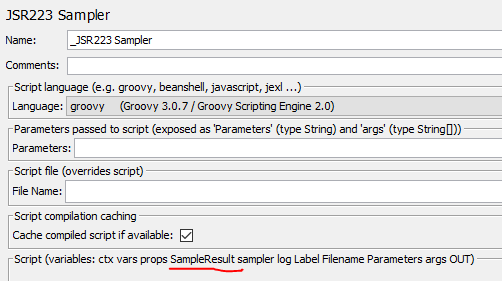 JSR223 Sampler
Name: _JSR223 Sampler
Comments:
Script language (e.g. groovy, beanshell, javascript, jexl ...)
Language: groovy (Groovy 3.0.7 / Groovy Scripting Engine 2.0)
Parameters passed to script (exposed as 'Parameters' (type String) and 'args' (type String[]))
Parameters:
Script file (overrides script)
File Name:
Script compilation caching
Cache compiled script if available:
Script (variables: ctx vars props SampleResult sampler log Label Filename Parameters args OUT)